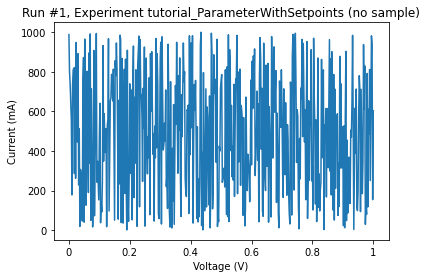 Run #1, Experiment tutorial_ParameterWithSetpoints (no sample)
1000
800
600
400
200
0
Current (mA)
0 0.2 0.4 0.6 0.8 1
Voltage (V)